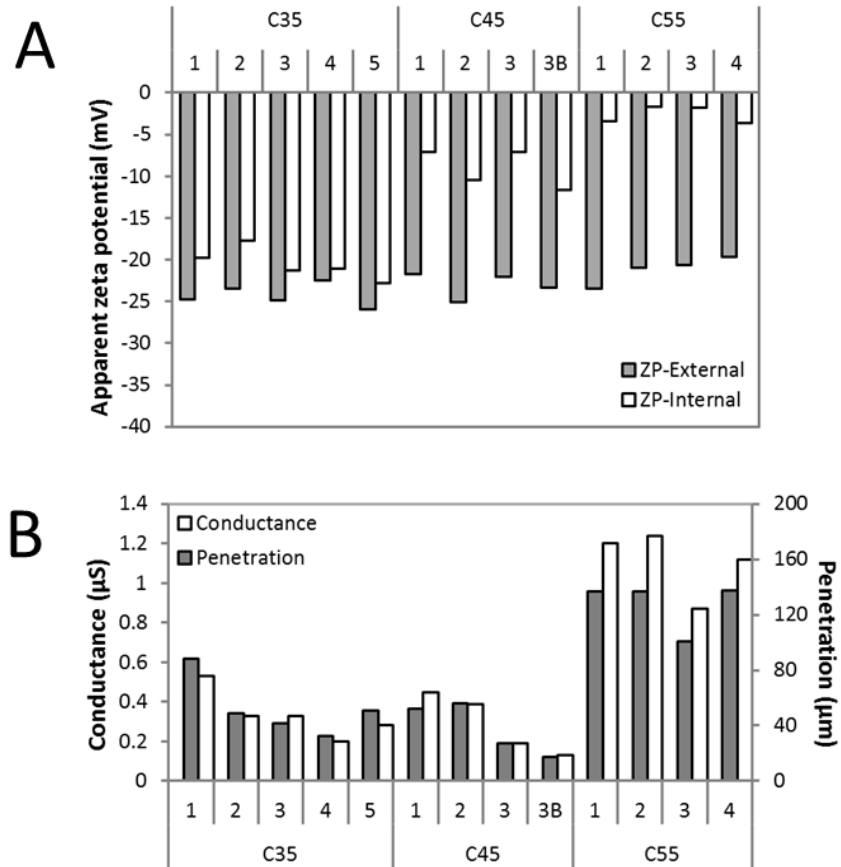 A
C35 C45 C55
1 2 3 4 5 1 2 3 3B 1 2 3 4
Apparent zeta potential (mV)
0
-5
-10
-15
-20
-25
-30
-35
-40
ZP-External
ZP-Internal
B
Conductance (µS)
1.4
1.2
1
0.8
0.6
0.4
0.2
0
Conductance
Penetration
200
160
120
80
40
0
Penetration (µm)
1 2 3 4 5 1 2 3 3B 1 2 3 4
C35 C45 C55